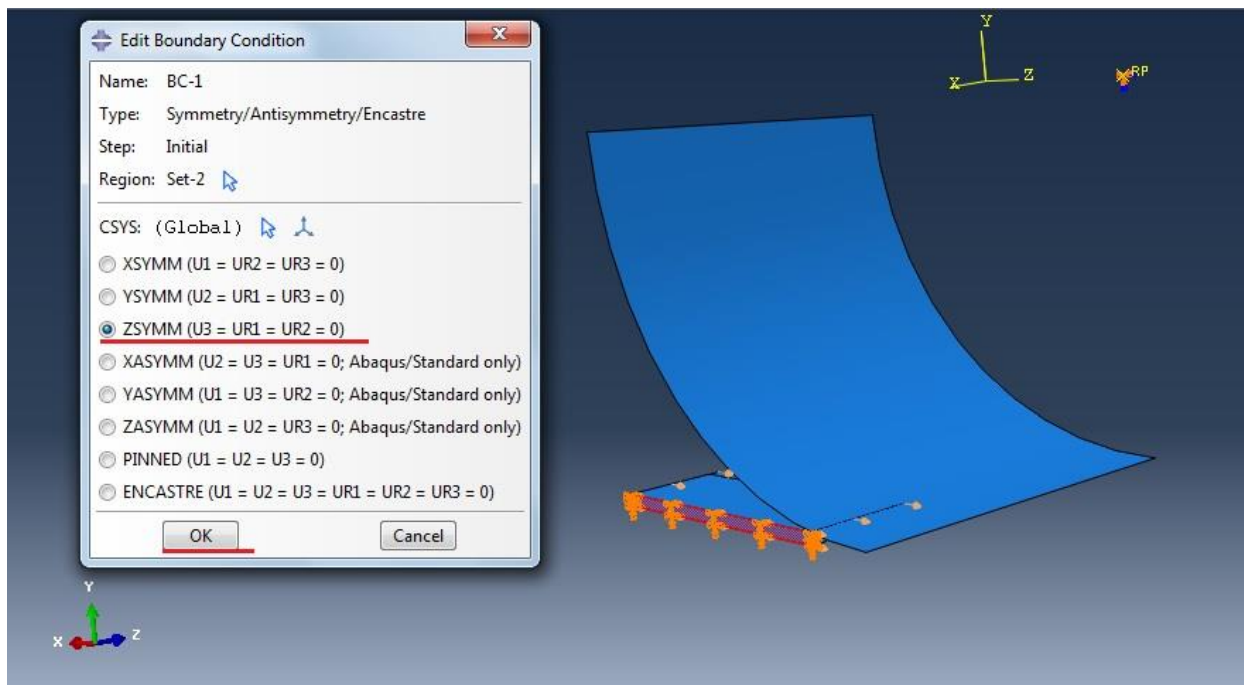 Edit Boundary Condition
Name: BC-1
Type: Symmetry/Antisymmetry/Encastre
Step: Initial
Region: Set-2
CSYS: (Global)
XSYMM (U1 = UR2 = UR3 = 0)
YSYMM (U2 = UR1 = UR3 = 0)
ZSYMM (U3 = UR1 = UR2 = 0)
XASYMM (U2 = U3 = UR1 = 0; Abaqus/Standard only)
YASYMM (U1 = U3 = UR2 = 0; Abaqus/Standard only)
ZASYMM (U1 = U2 = UR3 = 0; Abaqus/Standard only)
PINNED (U1 = U2 = U3 = 0)
ENCASTRE (U1 = U2 = U3 = UR1 = UR2 = UR3 = 0)
OK Cancel
Y
X Z
RP
Y
X Z